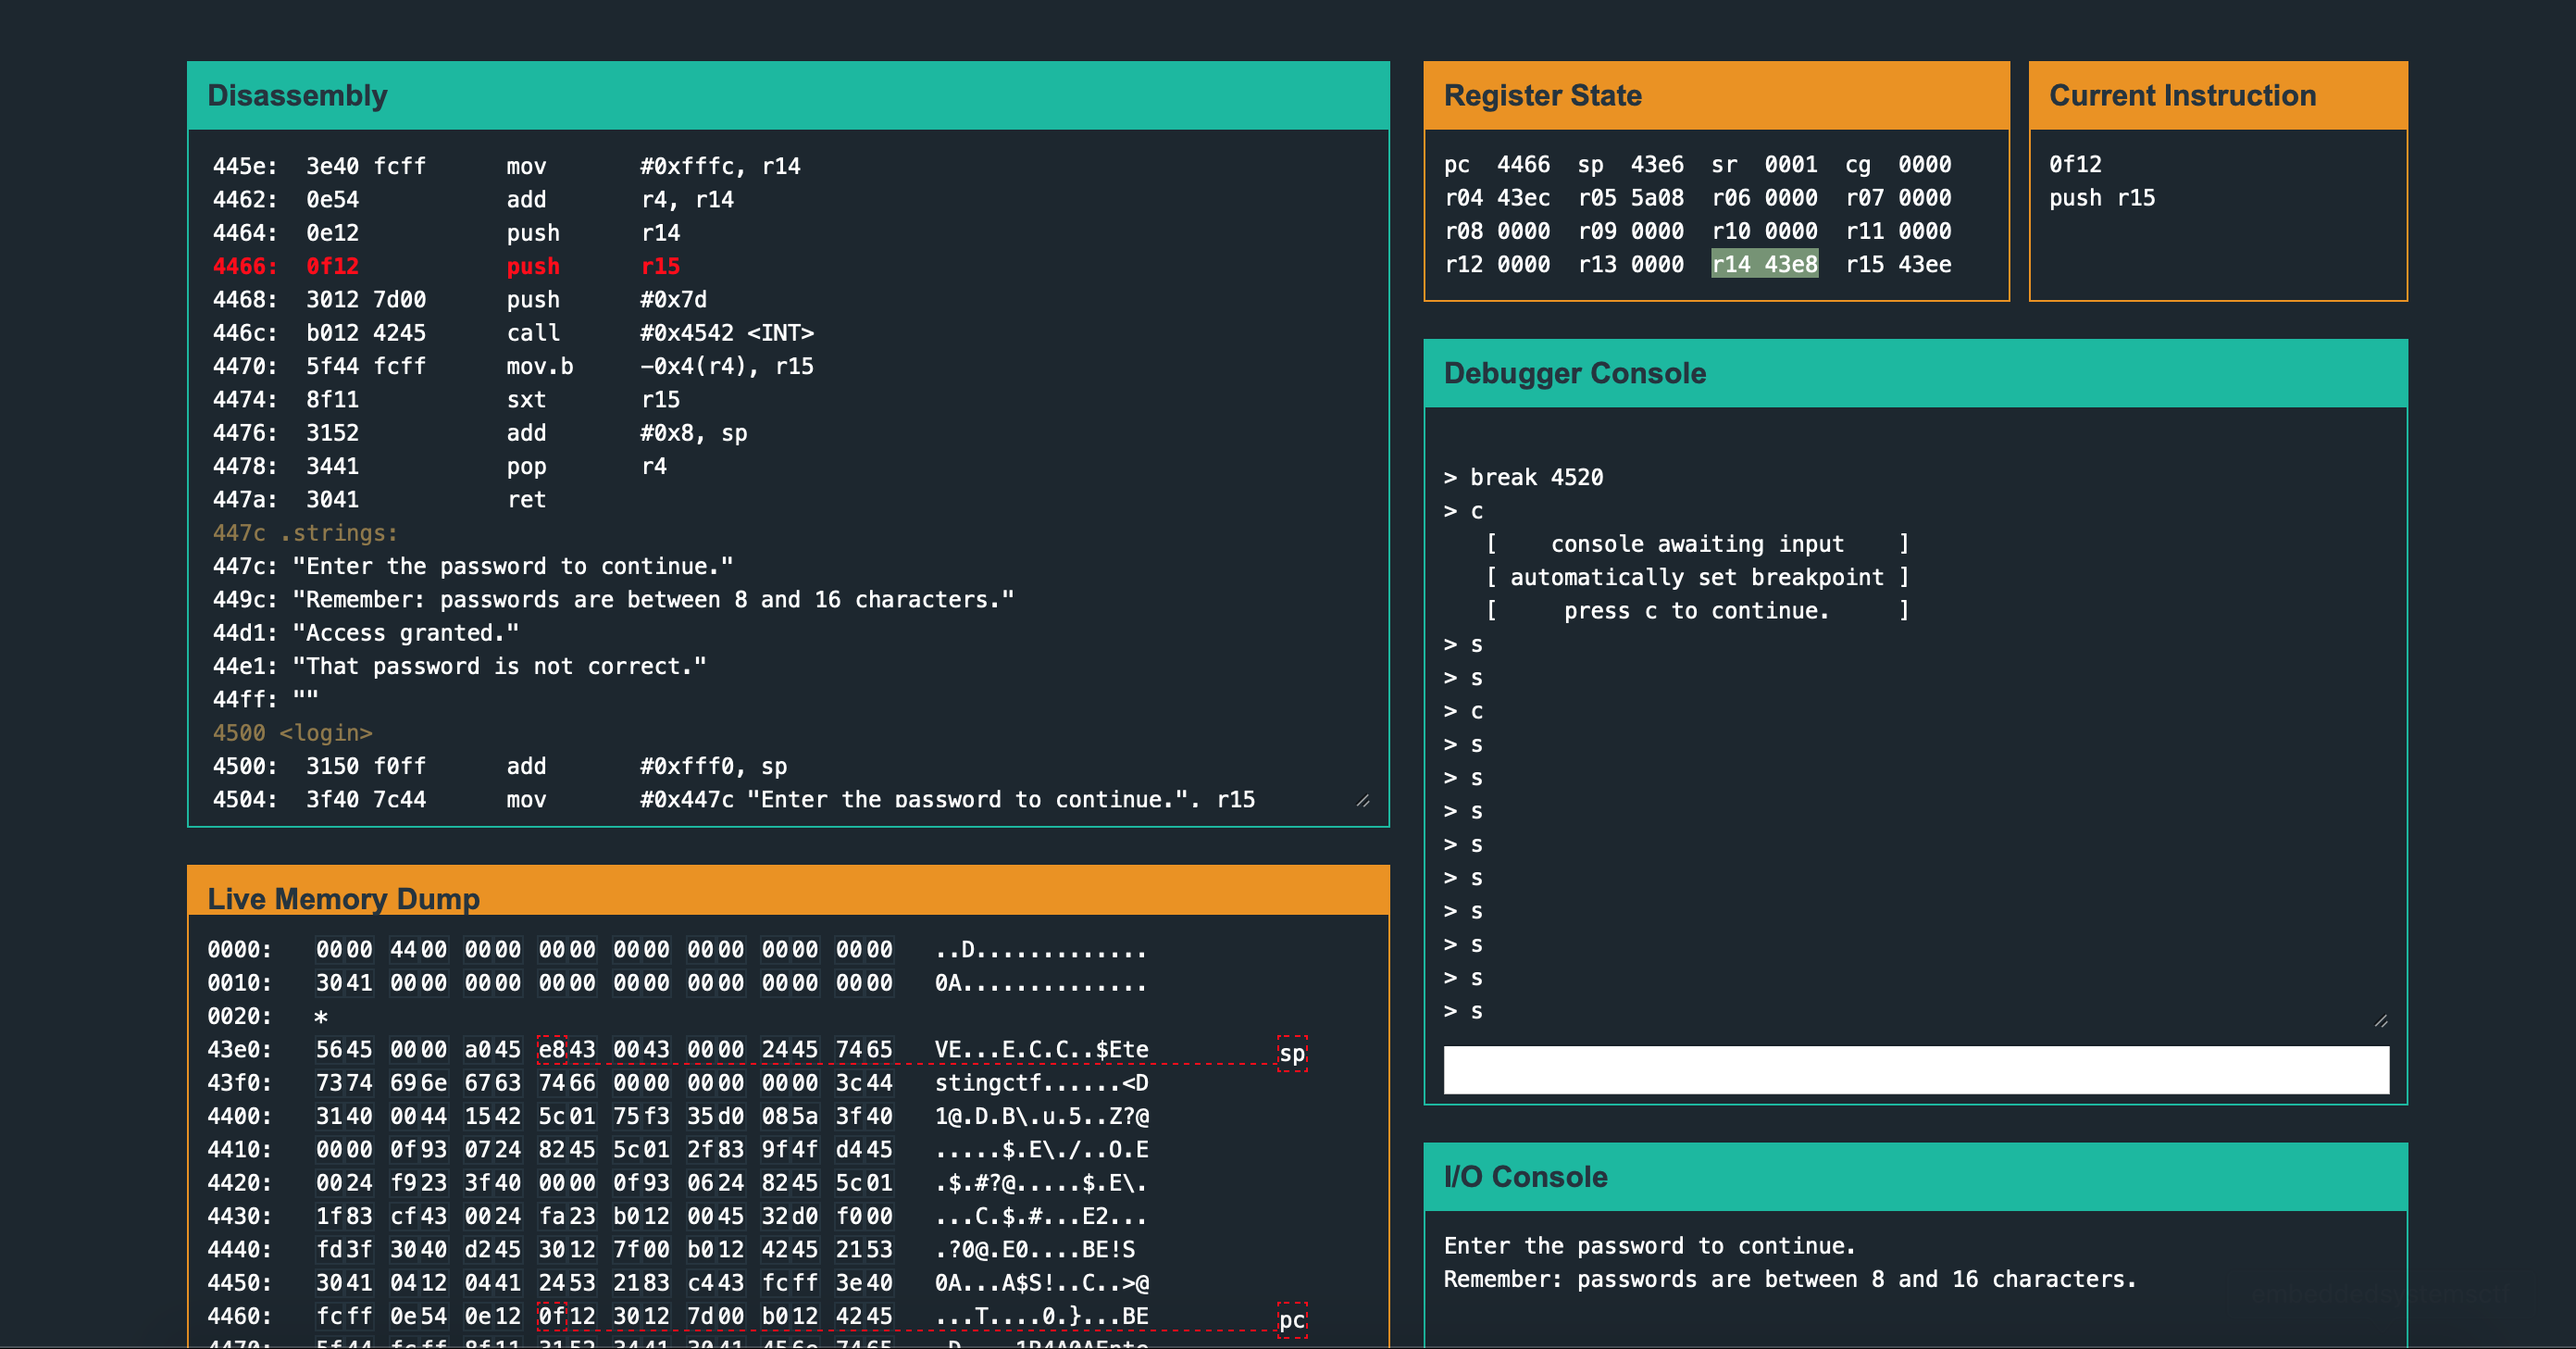 Disassembly
445e: 3e40 fcff mov #0xfffc, r14
4462: 0e54 add r4, r14
4464: 0e12 push r14
4466: 0f12 push r15
4468: 3012 7d00 push #0x7d
446c: b012 4245 call #0x4542 <INT>
4470: 5f44 fcff mov.b -0x4(r4), r15
4474: 8f11 sxt r15
4476: 3152 add #0x8, sp
4478: 3441 pop r4
447a: 3041 ret
447c .strings:
447c: "Enter the password to continue."
449c: "Remember: passwords are between 8 and 16 characters."
44d1: "Access granted."
44e1: "That password is not correct."
44ff: ""
4500 <login>
4500: 3150 f0ff add #0xfff0, sp
4504: 3f40 7c44 mov #0x447c "Enter the password to continue.", r15
Live Memory Dump
0000: 0000 4400 0000 0000 0000 0000 0000 0000 ..D.............
0010: 3041 0000 0000 0000 0000 0000 0000 0000 0A..............
0020: *
43e0: 5645 0000 a045 e843 0043 0000 2445 7465 VE...E.C.C..$Ete sp
43f0: 7374 696e 6763 7466 0000 0000 0000 3c44 stingctf......<D
4400: 3140 0044 1542 5c01 75f3 35d0 085a 3f40 1@.D.B\.u.5..Z?@
4410: 0000 0f93 0724 8245 5c01 2f83 9f4f d445 .....$.E\./..O.E
4420: 0024 f923 3f40 0000 0f93 0624 8245 5c01 .$.#?@.....$.E\.
4430: 1f83 cf43 0024 fa23 b012 0045 32d0 f000 ...C.$.#...E2...
4440: fd3f 3040 d245 3012 7f00 b012 4245 2153 .?0@.E0....BE!S
4450: 3041 0412 0441 2453 2183 c443 fcff 3e40 0A...A$S!..C..>@
4460: fcff 0e54 0e12 0f12 3012 7d00 b012 4245 ...T....0.}...BE pc
Register State
pc 4466 sp 43e6 sr 0001 cg 0000
r04 43ec r05 5a08 r06 0000 r07 0000
r08 0000 r09 0000 r10 0000 r11 0000
r12 0000 r13 0000 r14 43e8 r15 43ee
Current Instruction
0f12
push r15
Debugger Console
> break 4520
> c
[ console awaiting input ]
[ automatically set breakpoint ]
[ press c to continue. ]
> s
> s
> c
> s
> s
> s
> s
> s
> s
> s
> s
> s
I/O Console
Enter the password to continue.
Remember: passwords are between 8 and 16 characters.